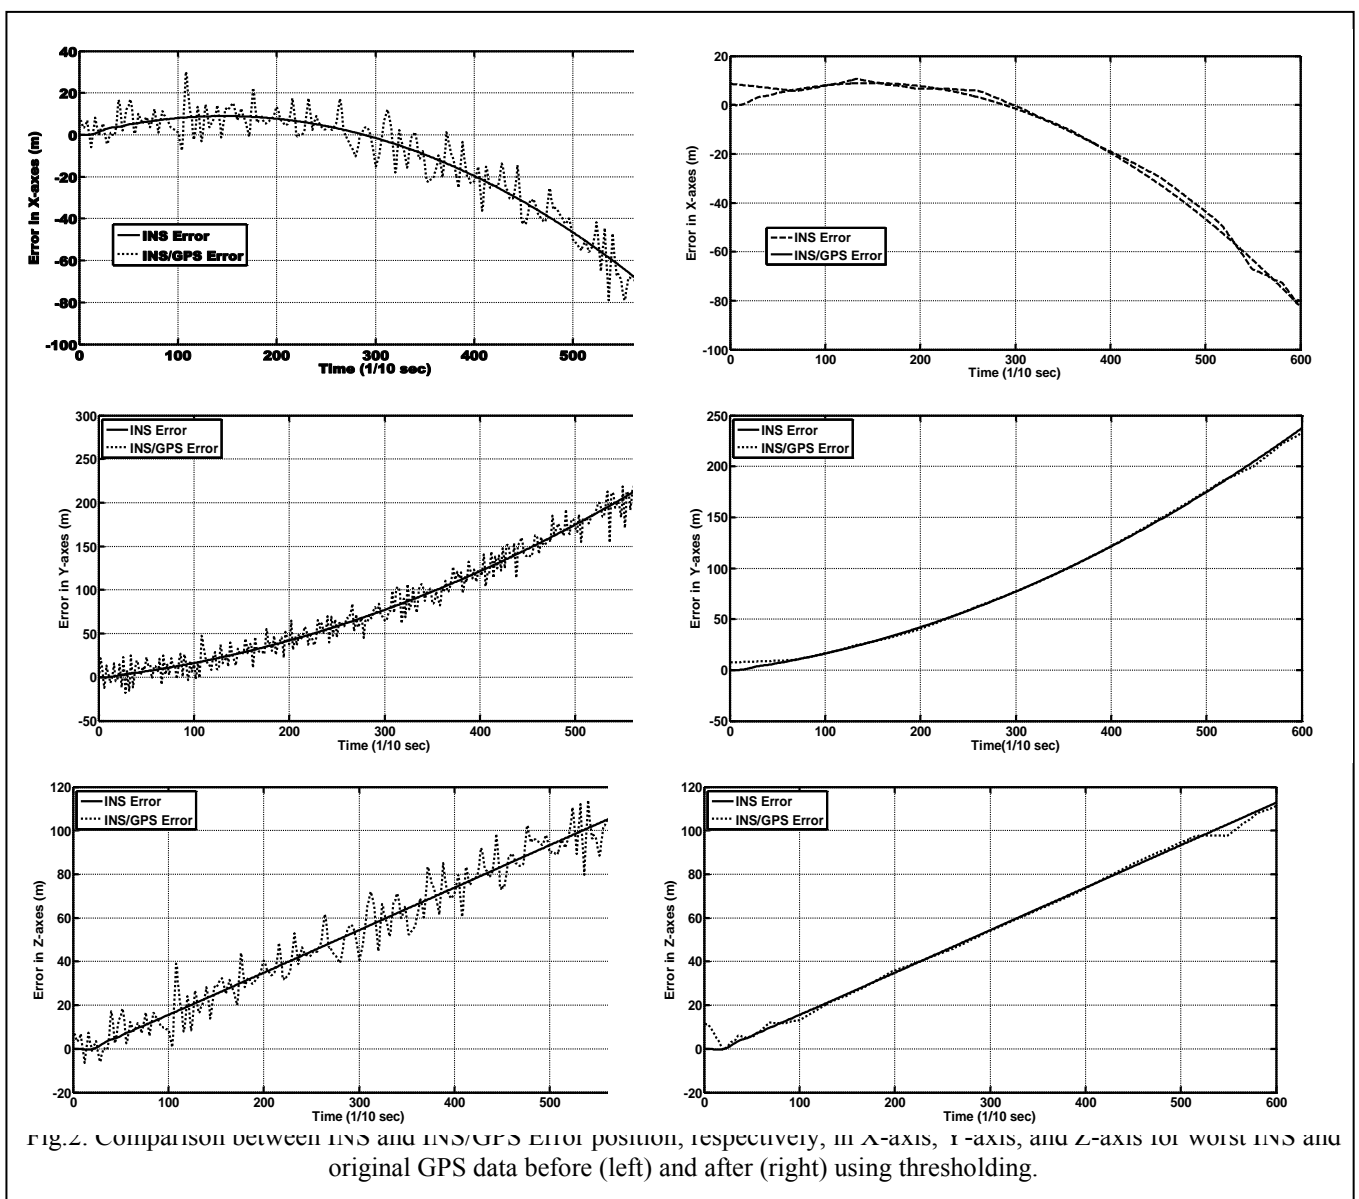 40
20
0
-20
-40
-60
-80
-100
Error in X-axes (m)
INS Error
INS/GPS Error
0 100 200 300 400 500
Time (1/10 sec)
20
0
-20
-40
-60
-80
-100
Error in X-axes (m)
INS Error
INS/GPS Error
0 100 200 300 400 500 600
Time (1/10 sec)
300
250
200
150
100
50
0
-50
Error in Y-axes (m)
INS Error
INS/GPS Error
0 100 200 300 400 500
Time (1/10 sec)
250
200
150
100
50
0
-50
Error in Y-axes (m)
INS Error
INS/GPS Error
0 100 200 300 400 500 600
Time(1/10 sec)
120
100
80
60
40
20
0
-20
Error in Z-axes (m)
INS Error
INS/GPS Error
0 100 200 300 400 500
Time (1/10 sec)
120
100
80
60
40
20
0
-20
Error in Z-axes (m)
INS Error
INS/GPS Error
0 100 200 300 400 500 600
Time (1/10 sec)
Fig.2. Comparison between INS and INS/GPS Error position, respectively, in X-axis, Y-axis, and Z-axis for worst INS and
original GPS data before (left) and after (right) using thresholding.